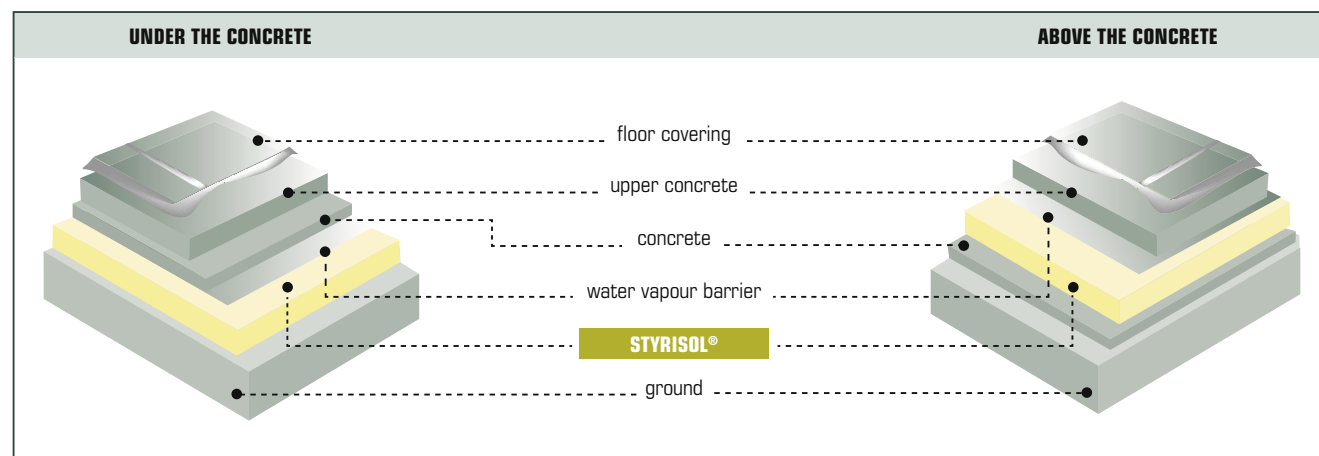 UNDER THE CONCRETE
ABOVE THE CONCRETE
floor covering
upper concrete
concrete
water vapour barrier
STYRISOL®
ground